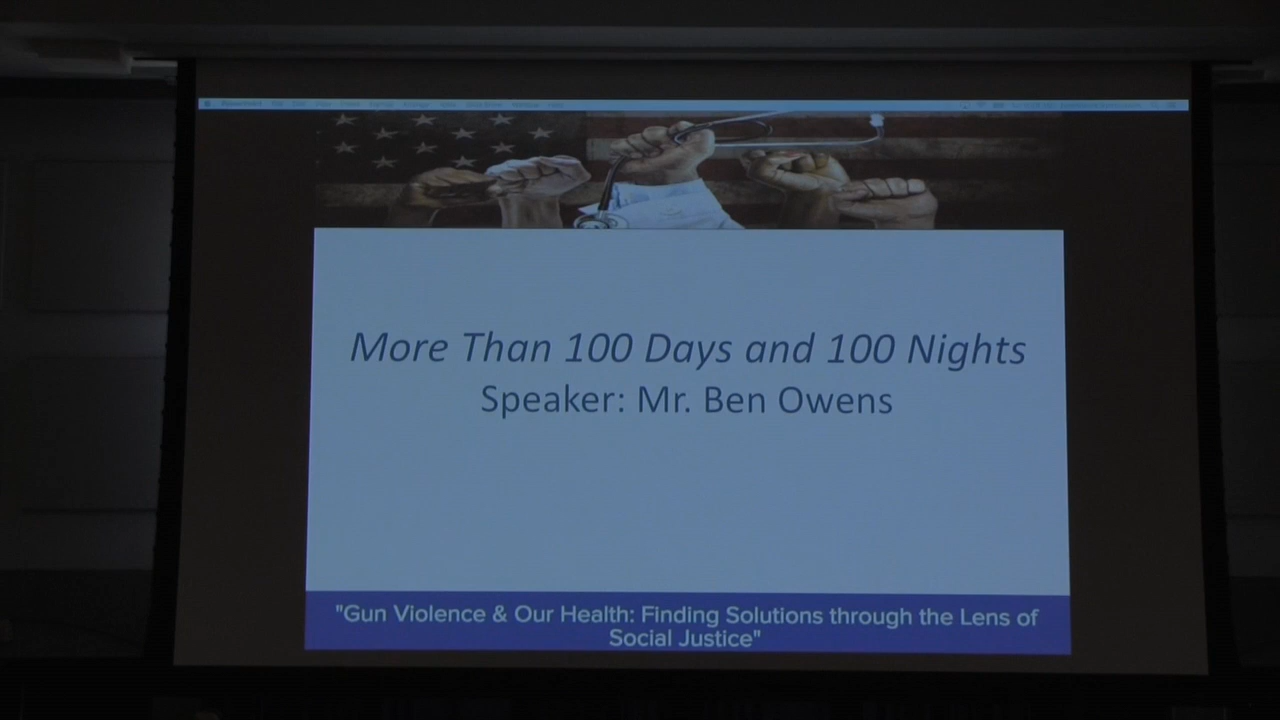 More Than 100 Days and 100 Nights
Speaker: Mr. Ben Owens
"Gun Violence & Our Health: Finding Solutions through the Lens of
Social Justice"